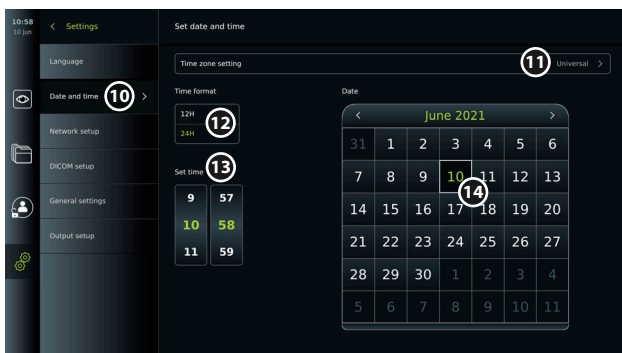 10:58
10 Jun
Settings
Set date and time
Language
Date and time 10
Network setup
DICOM setup
General settings
Output setup
Time zone setting 11 Universal
Time format
12H
24H
12
Set time 13
9 57
10 58
11 59
Date
June 2021
31 1 2 3 4 5 6
7 8 9 10 11 12 13
14
14 15 16 17 18 19 20
21 22 23 24 25 26 27
28 29 30 1 2 3 4
5 6 7 8 9 10 11